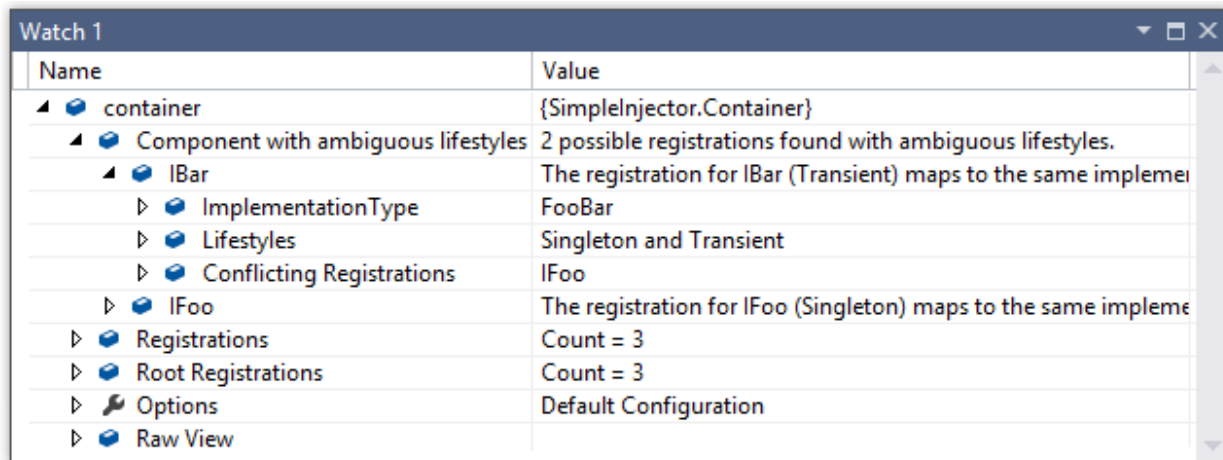 Watch 1
Name Value
container {SimpleInjector.Container}
Component with ambiguous lifestyles 2 possible registrations found with ambiguous lifestyles.
IBar The registration for IBar (Transient) maps to the same implemer
ImplementationType FooBar
Lifestyles Singleton and Transient
Conflicting Registrations IFoo
IFoo The registration for IFoo (Singleton) maps to the same impleme
Registrations Count = 3
Root Registrations Count = 3
Options Default Configuration
Raw View